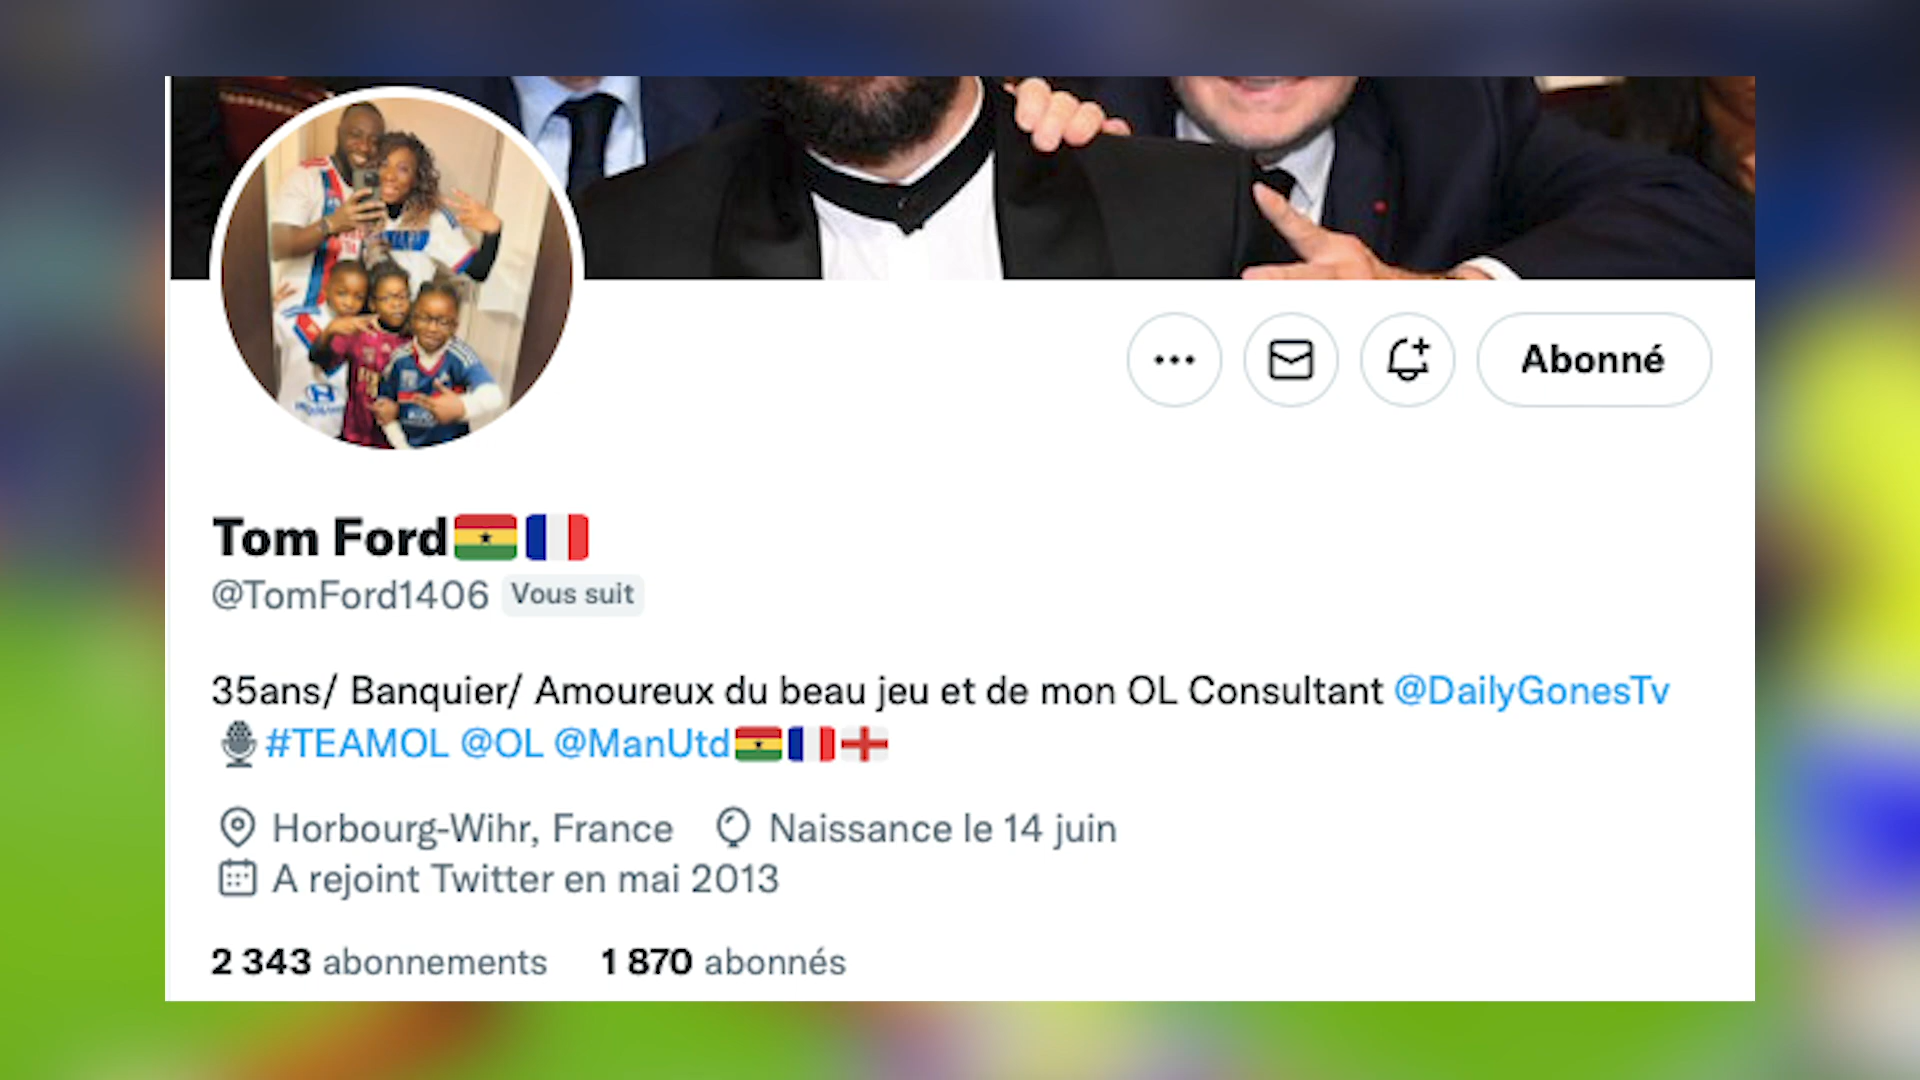 Abonné
Tom Ford🇬🇭🇫🇷
@TomFord1406 Vous suit
35ans/ Banquier/ Amoureux du beau jeu et de mon OL Consultant @DailyGonesTv
🎙#TEAMOL @OL @ManUtd🇬🇭🇫🇷🏴󠁧󠁢󠁥󠁮󠁧󠁿
Horbourg-Wihr, France Naissance le 14 juin
A rejoint Twitter en mai 2013
2 343 abonnements 1 870 abonnés